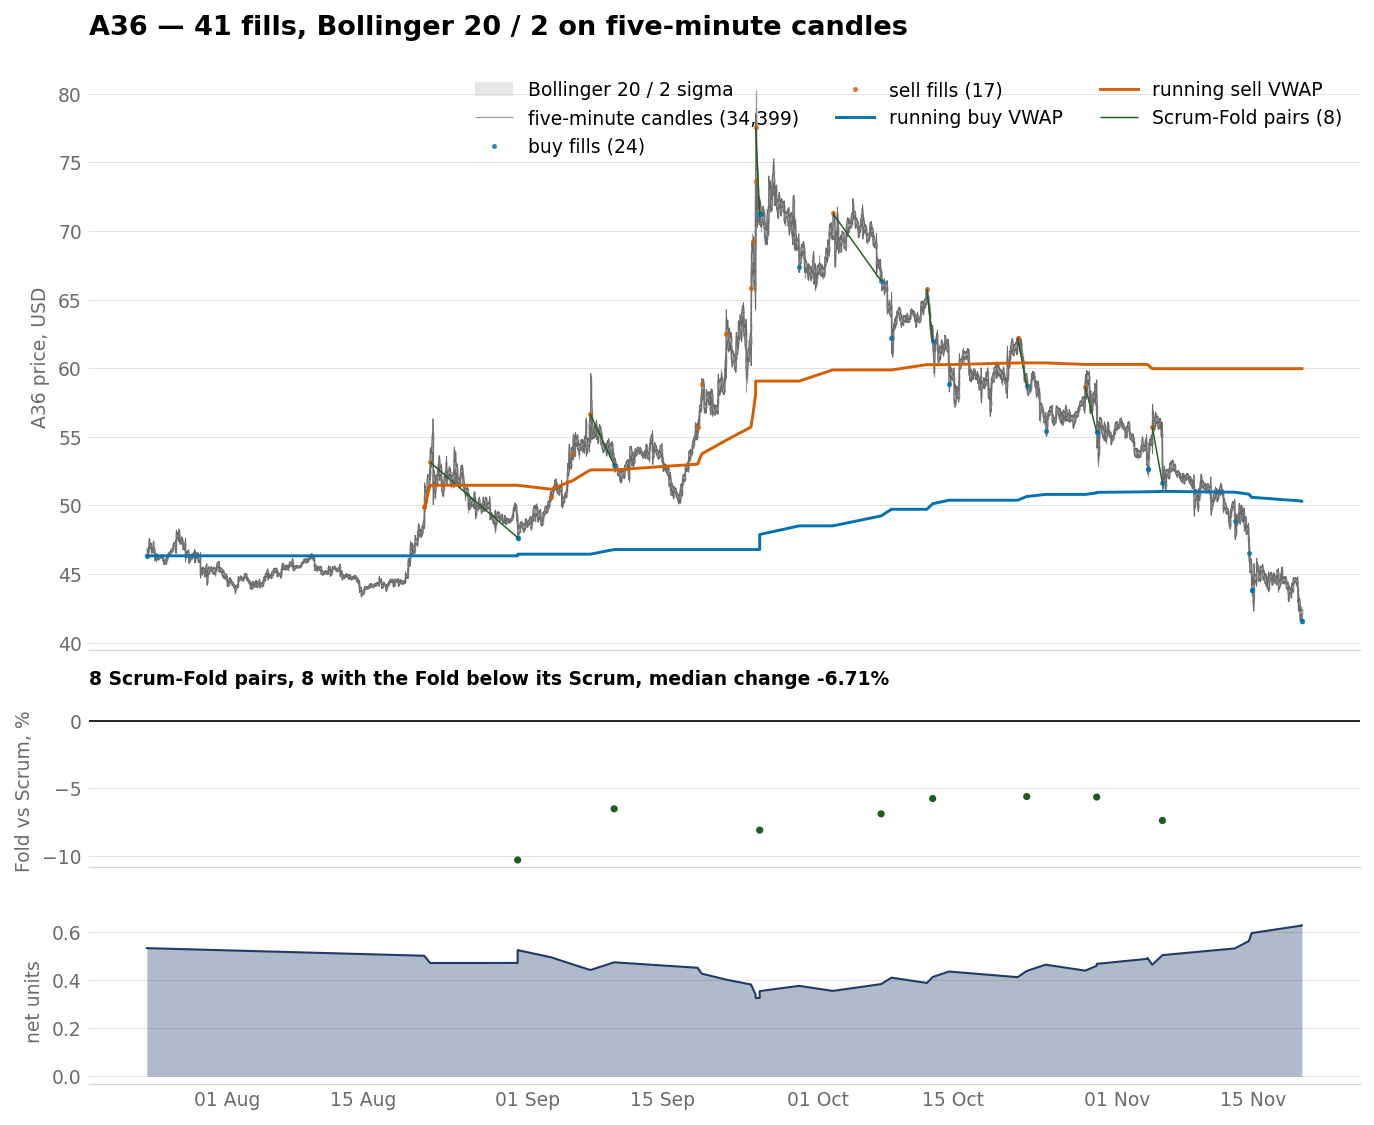 A36 — 41 fills, Bollinger 20 / 2 on five-minute candles
Bollinger 20 / 2 sigma
five-minute candles (34,399)
buy fills (24)
sell fills (17)
running buy VWAP
running sell VWAP
Scrum-Fold pairs (8)
A36 price, USD
80
75
70
65
60
55
50
45
40
8 Scrum-Fold pairs, 8 with the Fold below its Scrum, median change -6.71%
Fold vs Scrum, %
0
−5
−10
net units
0.6
0.4
0.2
0.0
01 Aug
15 Aug
01 Sep
15 Sep
01 Oct
15 Oct
01 Nov
15 Nov